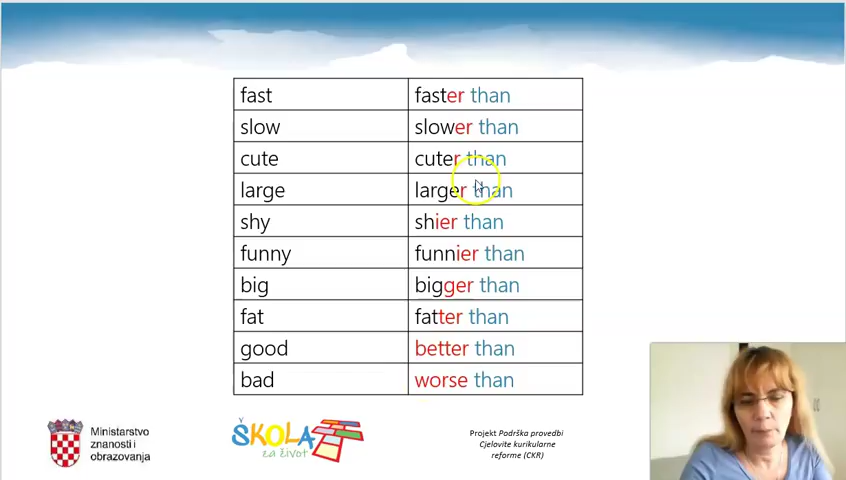 fast faster than
slow slower than
cute cuter than
large larger than
shy shier than
funny funnier than
big bigger than
fat fatter than
good better than
bad worse than
Ministarstvo
znanosti i
obrazovanja
ŠKOLA
za život
Projekt Podrška provedbi
Cjelovite kurikularne
reforme (CKR)